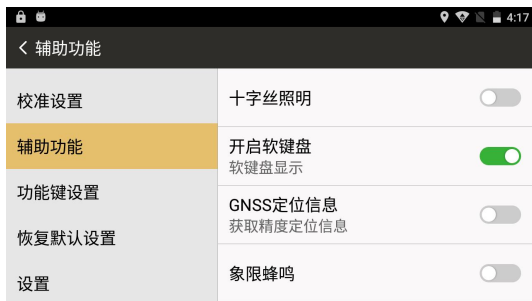 4:17
辅助功能
校准设置
辅助功能
功能键设置
恢复默认设置
设置
十字丝照明
开启软键盘
软键盘显示
GNSS定位信息
获取精度定位信息
象限蜂鸣